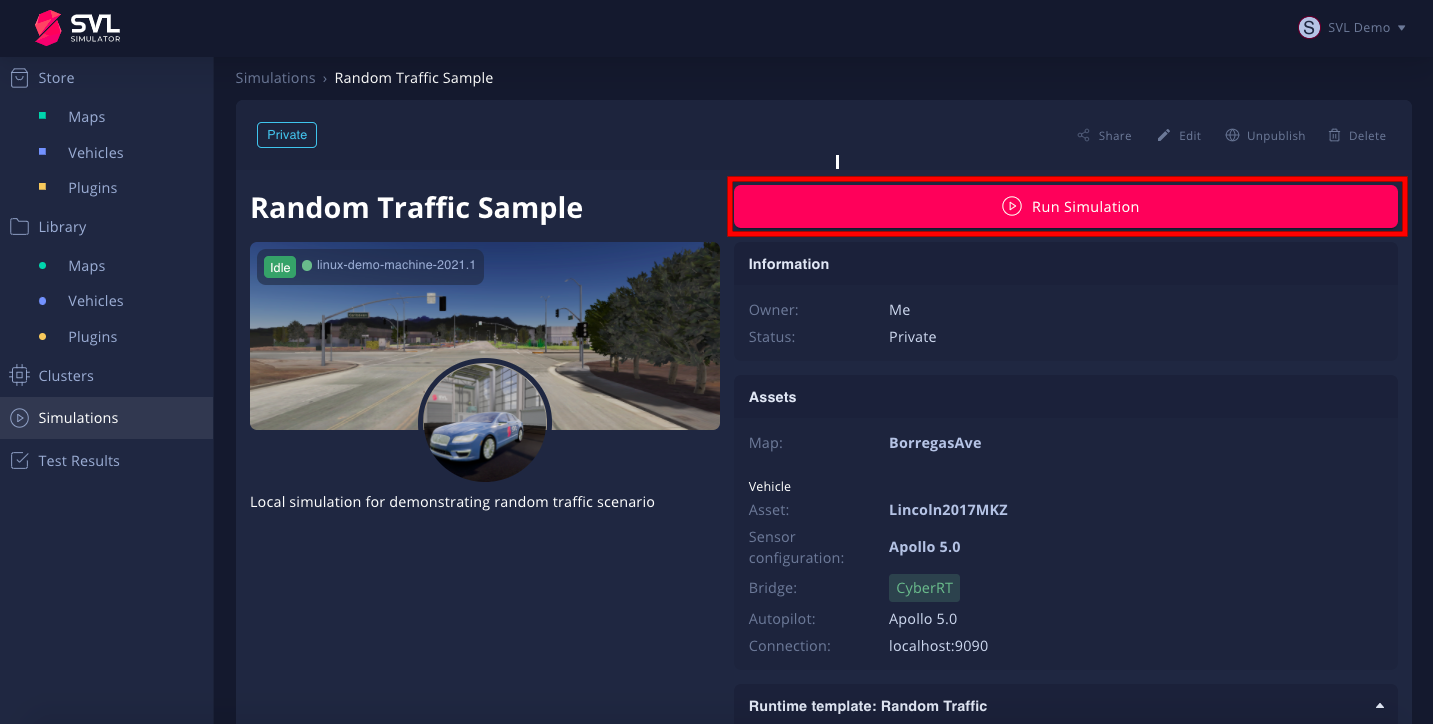 SVL
SIMULATOR
S SVL Demo
Store
Maps
Vehicles
Plugins
Library
Maps
Vehicles
Plugins
Clusters
Simulations
Test Results
Simulations › Random Traffic Sample
Private
Share Edit Unpublish Delete
Random Traffic Sample
Idle linux-demo-machine-2021.1
Local simulation for demonstrating random traffic scenario
Run Simulation
Information
Owner: Me
Status: Private
Assets
Map: BorregasAve
Vehicle
Asset: Lincoln2017MKZ
Sensor
configuration: Apollo 5.0
Bridge: CyberRT
Autopilot: Apollo 5.0
Connection: localhost:9090
Runtime template: Random Traffic